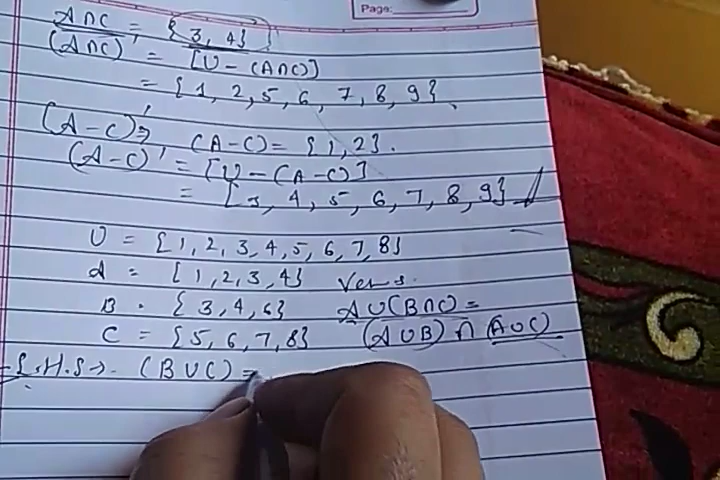 Page:
A∩C = {3, 4}
(A∩C)' = [U - (A∩C)]
= {1, 2, 5, 6, 7, 8, 9}
(A-C)' ⇒ (A-C) = {1, 2}.
(A-C)' = [U - (A-C)]
= [3, 4, 5, 6, 7, 8, 9}
U = {1, 2, 3, 4, 5, 6, 7, 8}
A = {1, 2, 3, 4}
B = {3, 4, 6} A∪(B∩C) =
C = {5, 6, 7, 8} (A∪B) ∩ (A∪C)
L.H.S → (B∪C) =